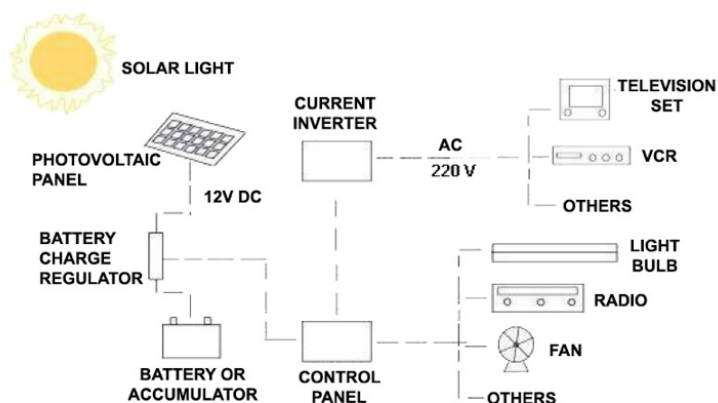 SOLAR LIGHT
PHOTOVOLTAIC
PANEL
12V DC
BATTERY
CHARGE
REGULATOR
BATTERY OR
ACCUMULATOR
CURRENT
INVERTER
CONTROL
PANEL
AC
220 V
TELEVISION
SET
VCR
OTHERS
LIGHT
BULB
RADIO
FAN
OTHERS